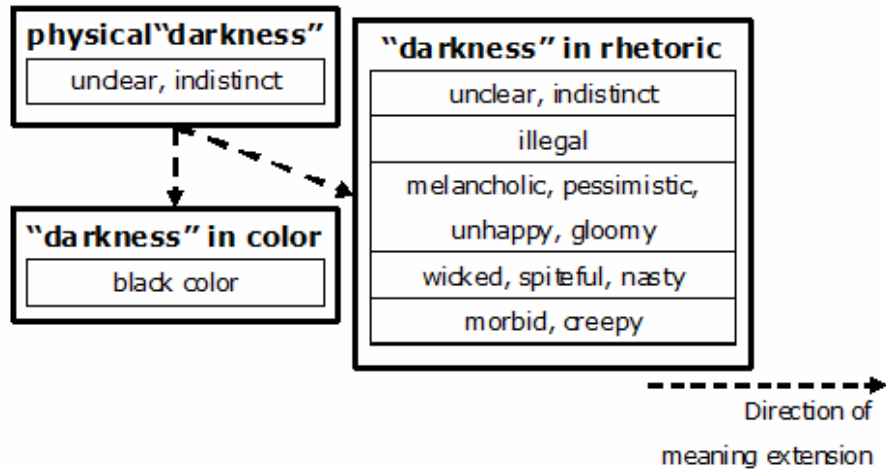 physical“darkness”
unclear, indistinct
“darkness” in color
black color
“darkness” in rhetoric
unclear, indistinct
illegal
melancholic, pessimistic,
unhappy, gloomy
wicked, spiteful, nasty
morbid, creepy
Direction of
meaning extension